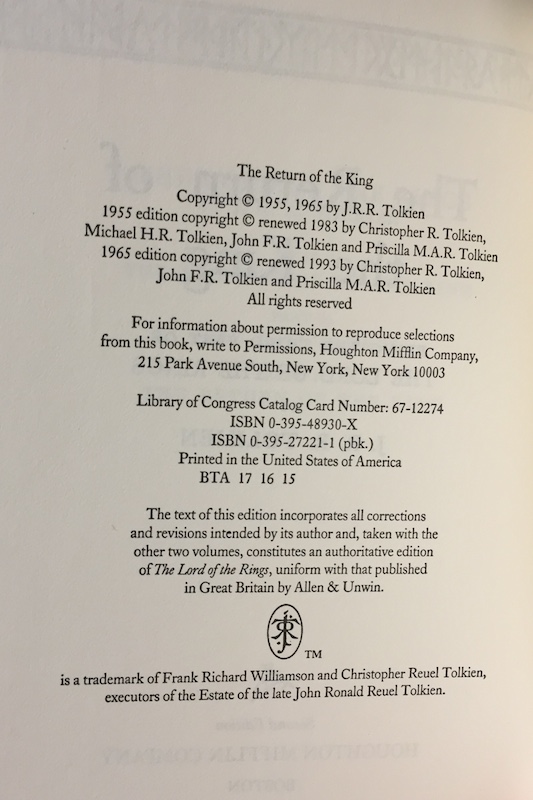 The Return of the King
Copyright © 1955, 1965 by J.R.R. Tolkien
1955 edition copyright © renewed 1983 by Christopher R. Tolkien,
Michael H.R. Tolkien, John F.R. Tolkien and Priscilla M.A.R. Tolkien
1965 edition copyright © renewed 1993 by Christopher R. Tolkien,
John F.R. Tolkien and Priscilla M.A.R. Tolkien
All rights reserved
For information about permission to reproduce selections
from this book, write to Permissions, Houghton Mifflin Company,
215 Park Avenue South, New York, New York 10003
Library of Congress Catalog Card Number: 67-12274
ISBN 0-395-48930-X
ISBN 0-395-27221-1 (pbk.)
Printed in the United States of America
BTA 17 16 15
The text of this edition incorporates all corrections
and revisions intended by its author and, taken with the
other two volumes, constitutes an authoritative edition
of The Lord of the Rings, uniform with that published
in Great Britain by Allen & Unwin.
TM
is a trademark of Frank Richard Williamson and Christopher Reuel Tolkien,
executors of the Estate of the late John Ronald Reuel Tolkien.